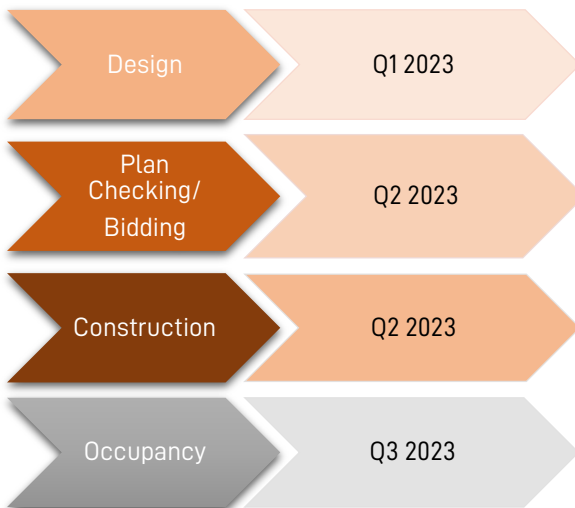 Design
Q1 2023
Plan
Checking/
Bidding
Q2 2023
Construction
Q2 2023
Occupancy
Q3 2023